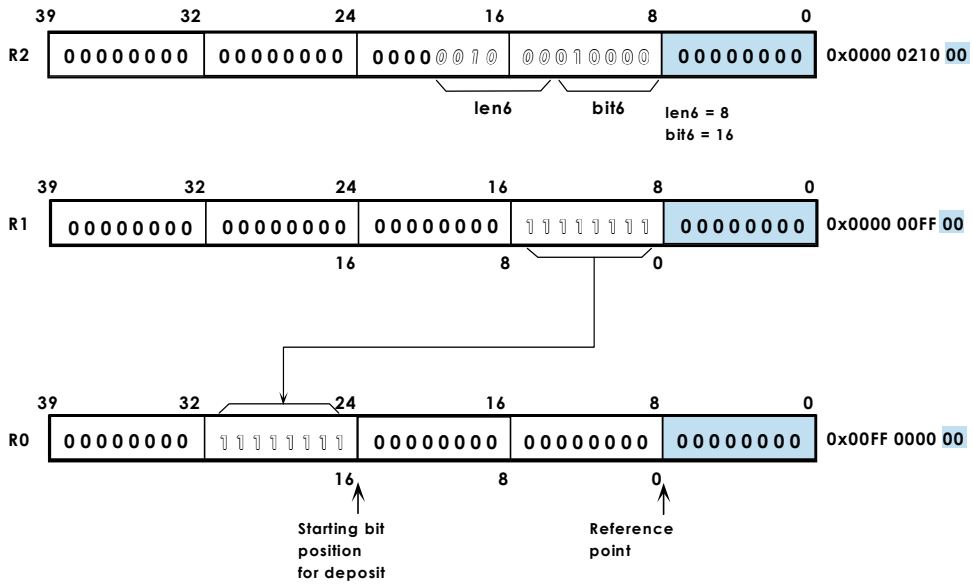 39 32 24 16 8 0
R2 00000000 00000000 00000010 00010000 00000000 0x0000 0210 00
len6 bit6
len6 = 8
bit6 = 16
39 32 24 16 8 0
R1 00000000 00000000 00000000 11111111 00000000 0x0000 00FF 00
16 8 0
39 32 24 16 8 0
R0 00000000 11111111 00000000 00000000 00000000 0x00FF 0000 00
16 8 0
Starting bit
position
for deposit
Reference
point